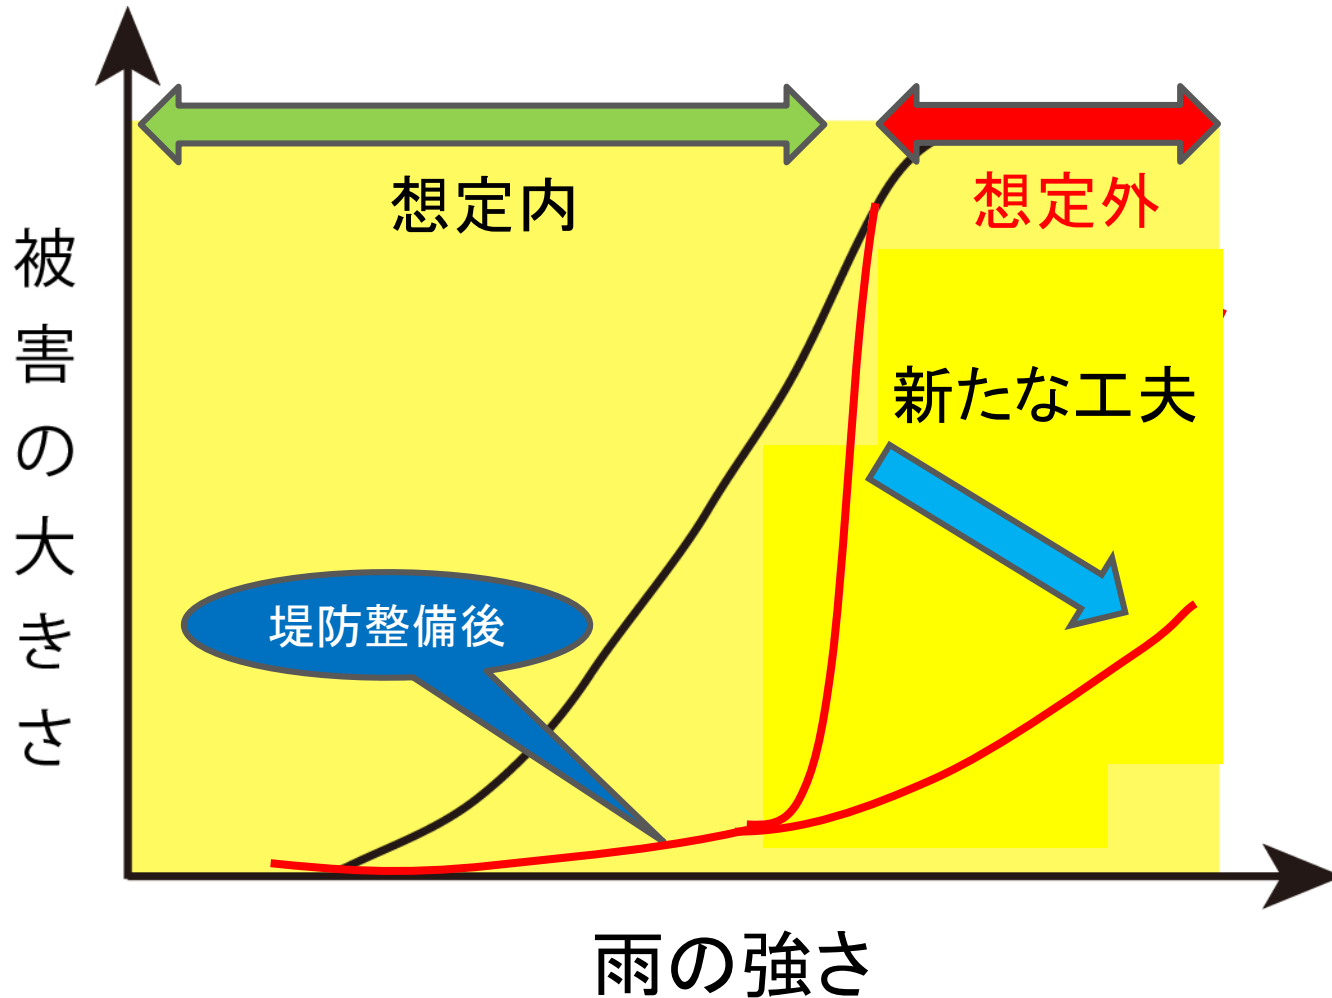 想定内
想定外
被害の大きさ
新たな工夫
堤防整備後
雨の強さ